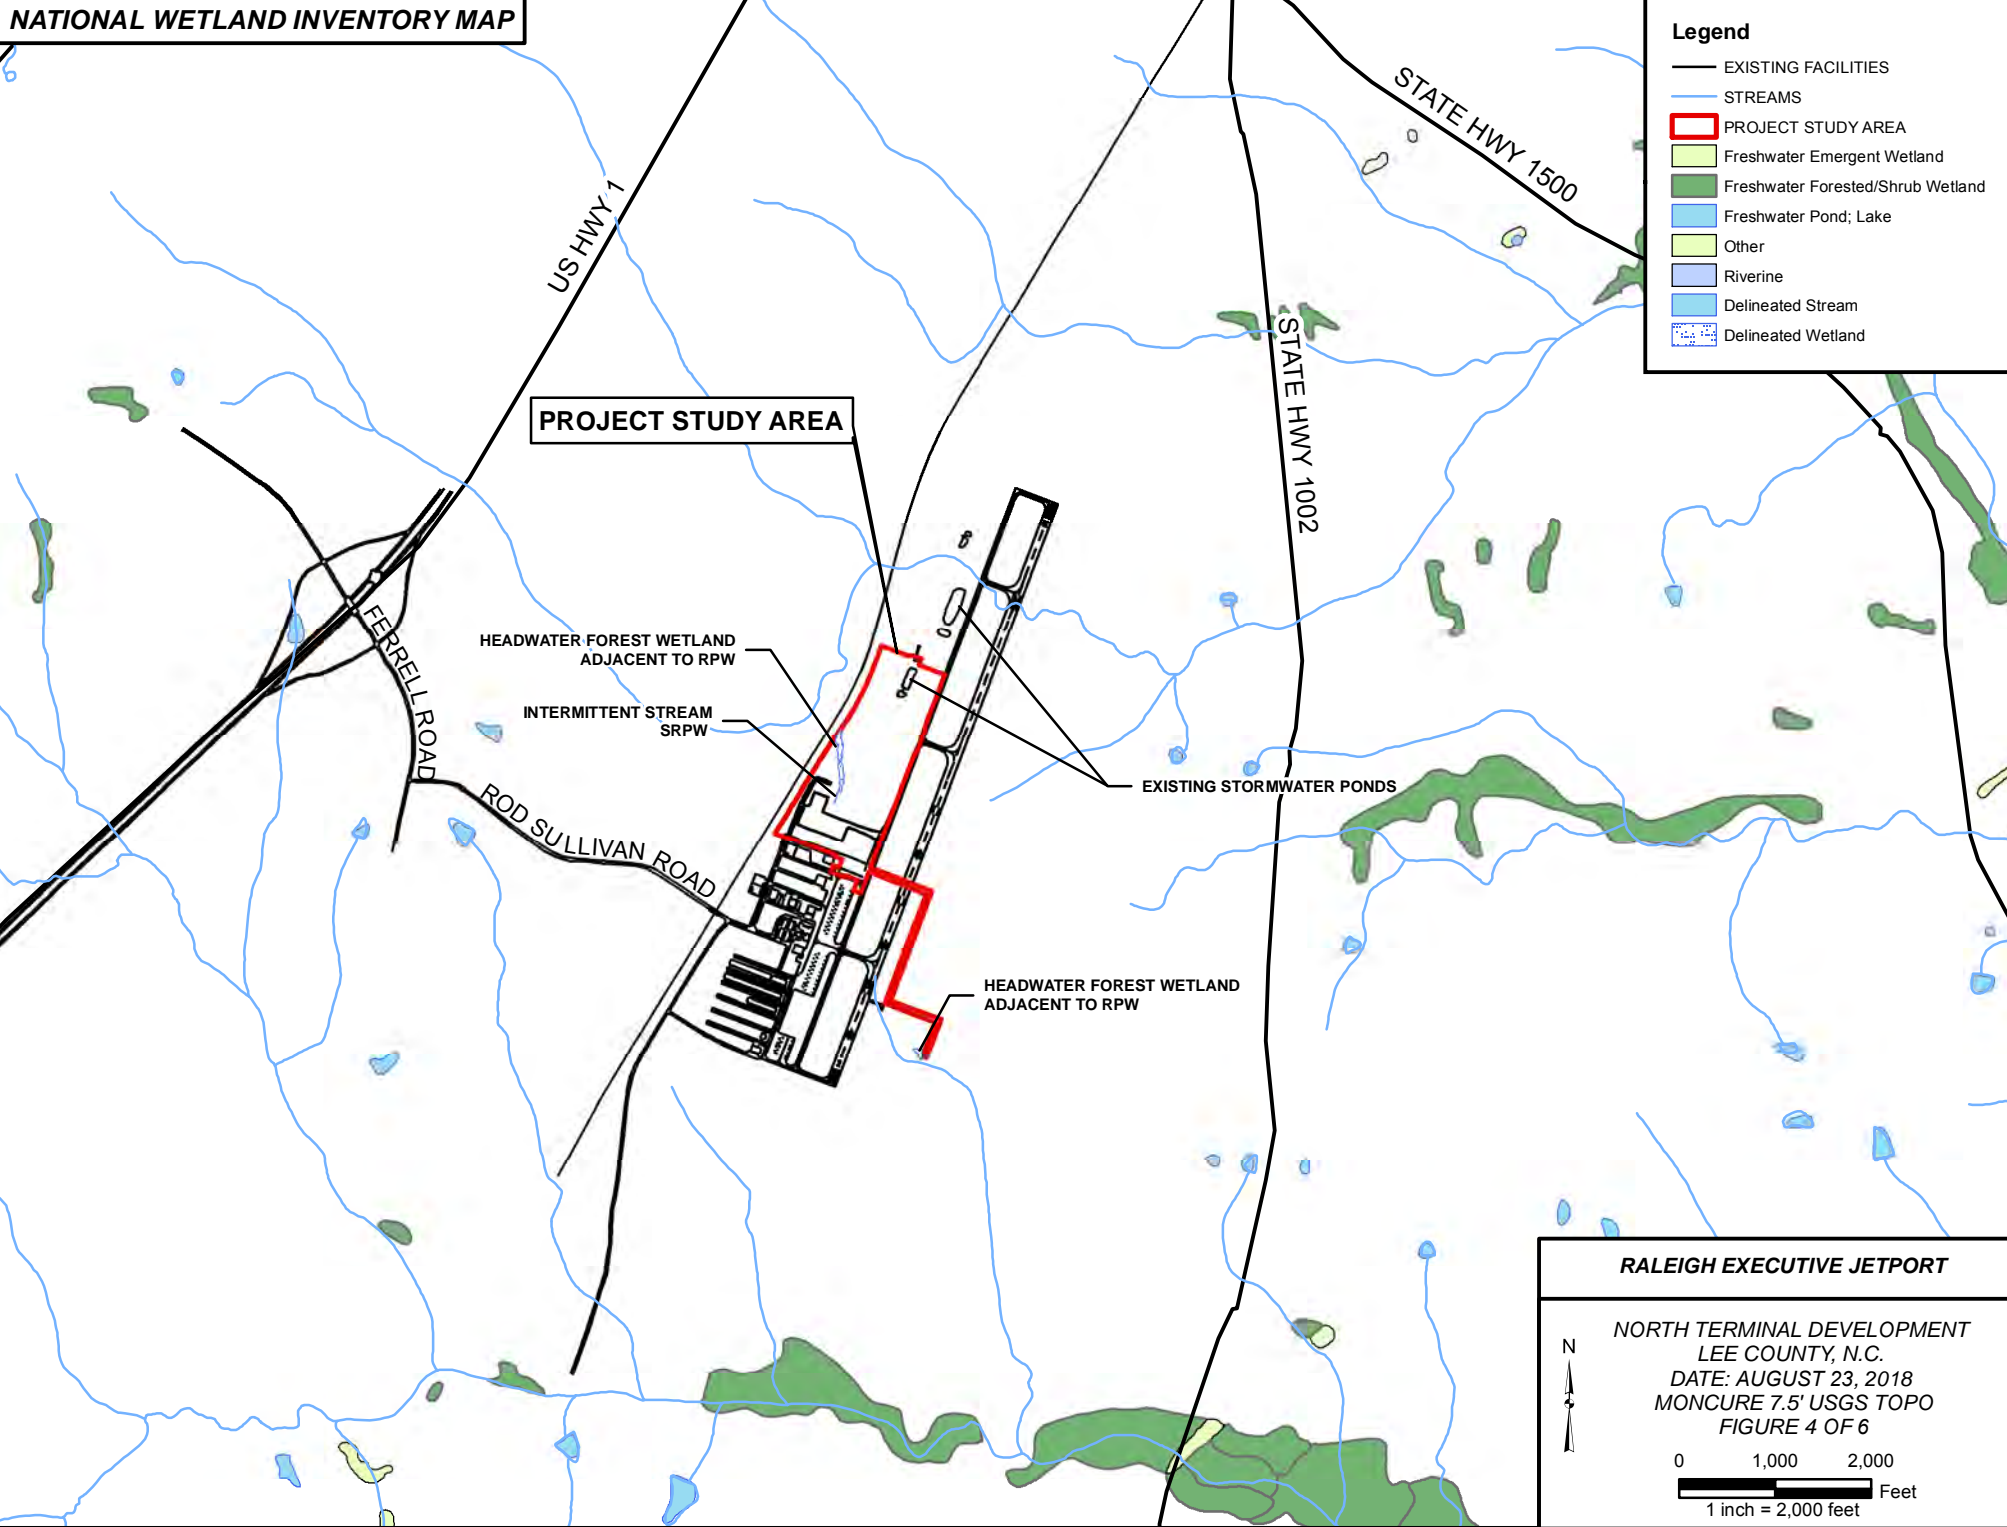 NATIONAL WETLAND INVENTORY MAP
Legend
EXISTING FACILITIES
STREAMS
PROJECT STUDY AREA
Freshwater Emergent Wetland
Freshwater Forested/Shrub Wetland
Freshwater Pond; Lake
Other
Riverine
Delineated Stream
Delineated Wetland
STATE HWY 1500
US HWY 1
STATE HWY 1002
PROJECT STUDY AREA
FERRELL ROAD
HEADWATER FOREST WETLAND
ADJACENT TO RPW
INTERMITTENT STREAM
SRPW
EXISTING STORMWATER PONDS
ROD SULLIVAN ROAD
HEADWATER FOREST WETLAND
ADJACENT TO RPW
RALEIGH EXECUTIVE JETPORT
N
NORTH TERMINAL DEVELOPMENT
LEE COUNTY, N.C.
DATE: AUGUST 23, 2018
MONCURE 7.5' USGS TOPO
FIGURE 4 OF 6
0 1,000 2,000
Feet
1 inch = 2,000 feet